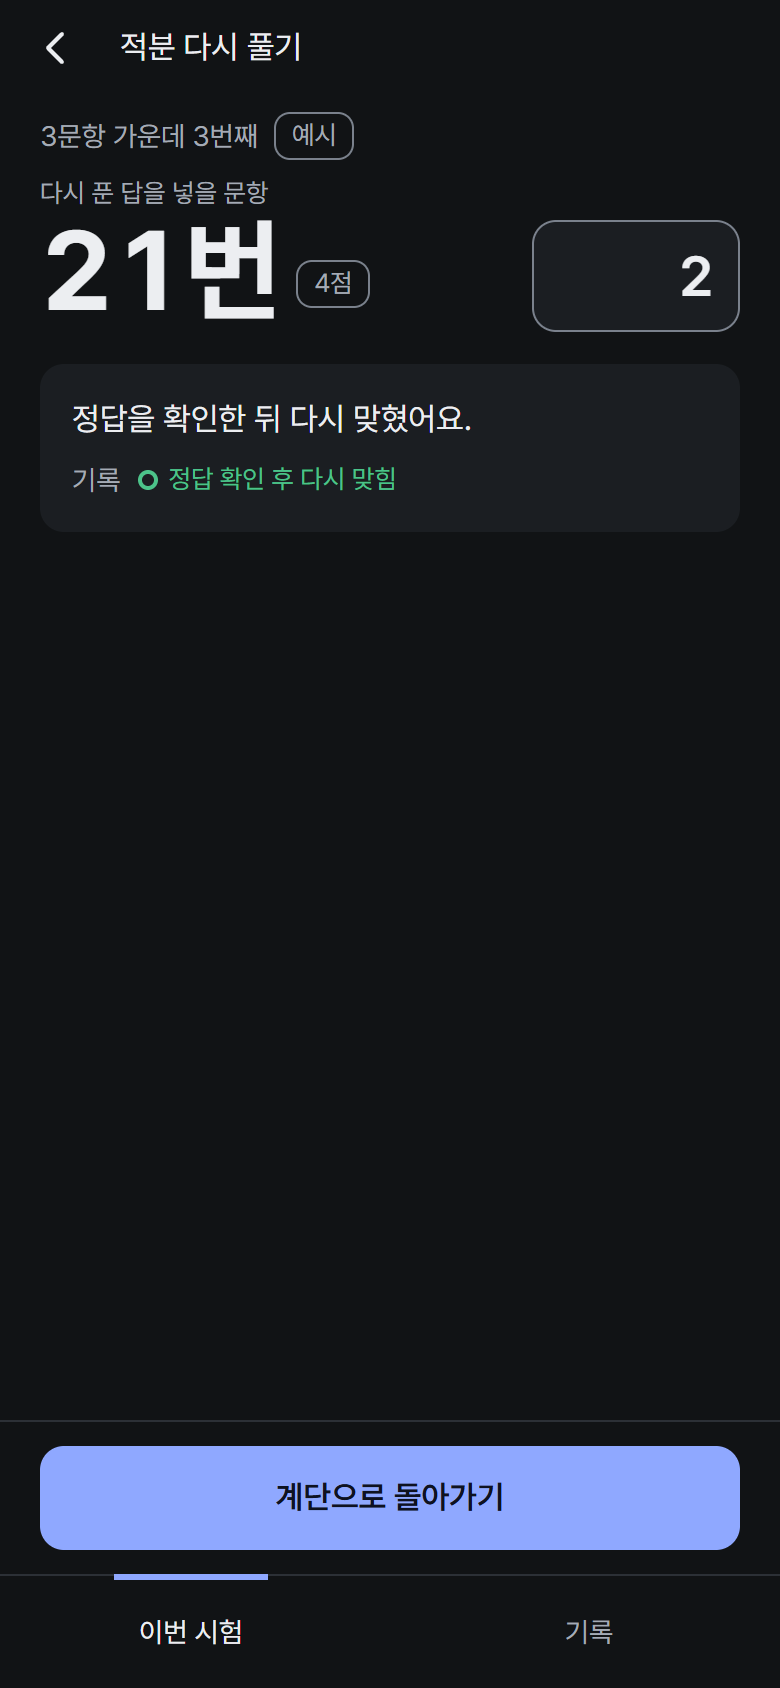 적분 다시 풀기
3문항 가운데 3번째 예시
다시 푼 답을 넣을 문항
21번 4점 2
정답을 확인한 뒤 다시 맞혔어요.
기록 정답 확인 후 다시 맞힘
계단으로 돌아가기
이번 시험 기록